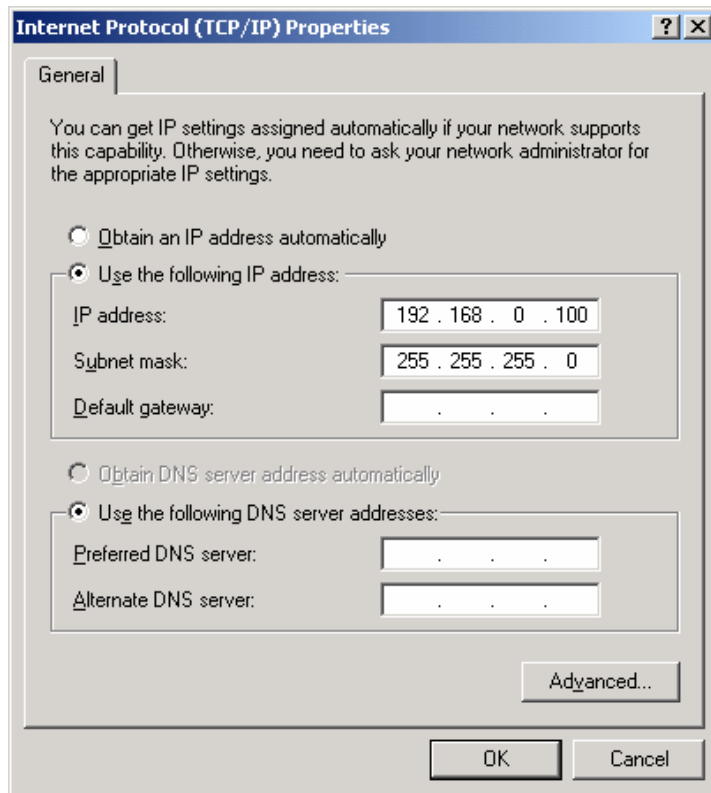 Internet Protocol (TCP/IP) Properties
General
You can get IP settings assigned automatically if your network supports
this capability. Otherwise, you need to ask your network administrator for
the appropriate IP settings.
Obtain an IP address automatically
Use the following IP address:
IP address: 192 . 168 . 0 . 100
Subnet mask: 255 . 255 . 255 . 0
Default gateway: . . .
Obtain DNS server address automatically
Use the following DNS server addresses:
Preferred DNS server: . . .
Alternate DNS server: . . .
Advanced...
OK Cancel